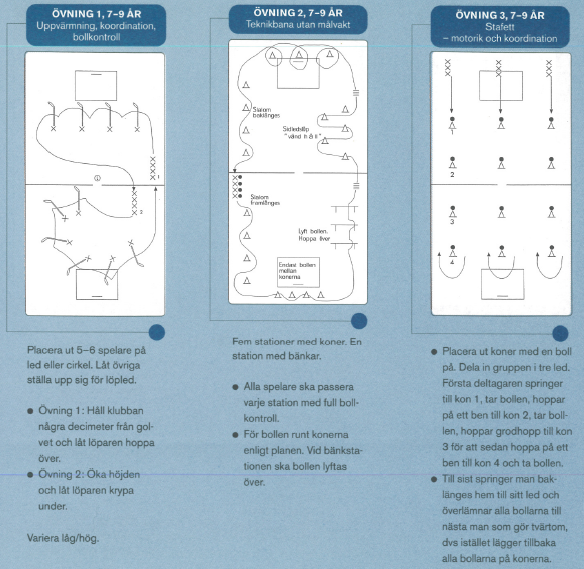 ÖVNING 1, 7–9 ÅR
Uppvärmning, koordination,
bollkontroll
1
2
Placera ut 5–6 spelare på
led eller cirkel. Låt övriga
ställa upp sig för löpled.
● Övning 1: Håll klubban
några decimeter från gol-
vet och låt löparen hoppa
över.
● Övning 2: Öka höjden
och låt löparen krypa
under.
Variera låg/hög.
ÖVNING 2, 7–9 ÅR
Teknikbana utan målvakt
Slalom
baklänges
Sidledslöp
"vänd h & v"
Slalom
framlänges
Lyft bollen.
Hoppa över
Endast bollen
mellan
konerna
Fem stationer med koner. En
station med bänkar.
● Alla spelare ska passera
varje station med full boll-
kontroll.
● För bollen runt konerna
enligt planen. Vid bänksta-
tionen ska bollen lyftas
över.
ÖVNING 3, 7–9 ÅR
Stafett
– motorik och koordination
1
2
3
4
● Placera ut koner med en boll
på. Dela in gruppen i tre led.
Första deltagaren springer
till kon 1, tar bollen, hoppar
på ett ben till kon 2, tar bol-
len, hoppar grodhopp till kon
3 för att sedan hoppa på ett
ben till kon 4 och ta bollen.
● Till sist springer man bak-
länges hem till sitt led och
överlämnar alla bollarna till
nästa man som gör tvärtom,
dvs istället lägger tillbaka
alla bollarna på konerna.